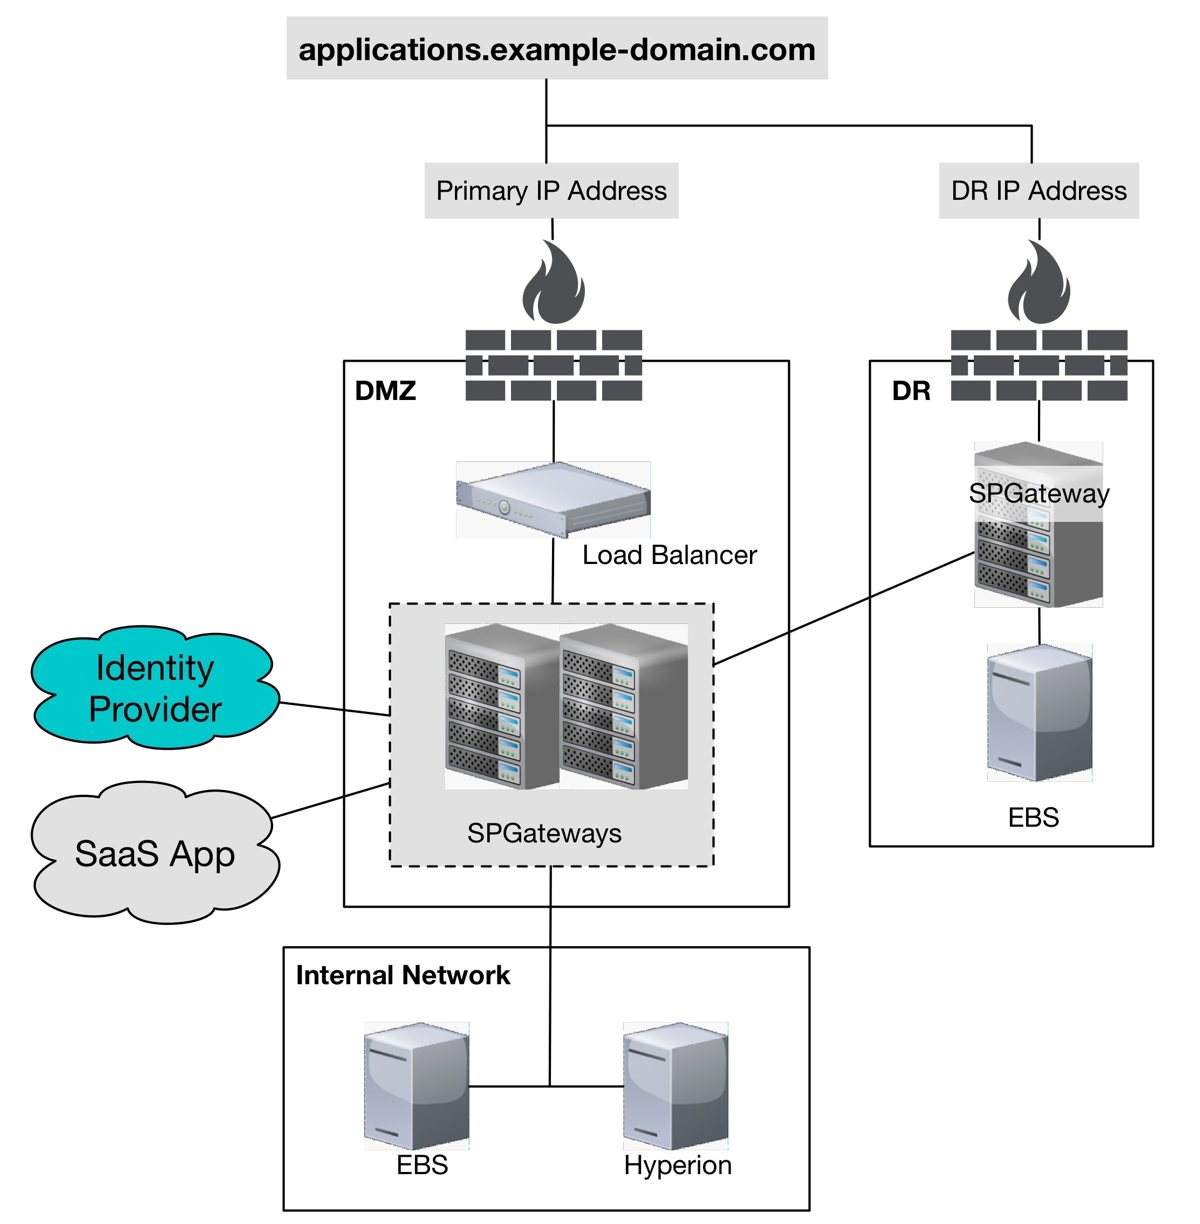 applications.example-domain.com
Primary IP Address
DR IP Address
DMZ
DR
SPGateway
Load Balancer
Identity
Provider
SPGateways
EBS
SaaS App
Internal Network
EBS
Hyperion